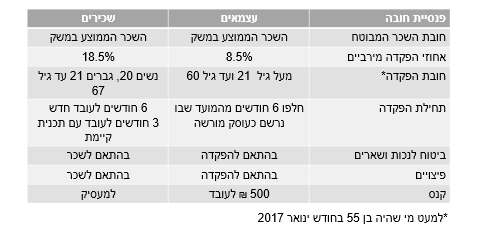 פנסיית חובה עצמאים שכירים
חובת השכר המבוטח השכר הממוצע במשק השכר הממוצע במשק
אחוזי הפקדה מירביים 8.5% 18.5%
חובת הפקדה* מעל גיל 21 ועד גיל 60 נשים 20, גברים 21 עד גיל
67
תחילת הפקדה חלפו 6 חודשים מהמועד שבו 6 חודשים לעובד חדש
נרשם כעוסק מורשה 3 חודשים לעובד עם תכנית
קיימת
ביטוח לנכות ושארים בהתאם להפקדה בהתאם לשכר
פיצויים בהתאם להפקדה בהתאם לשכר
קנס 500 ₪ לעובד למעסיק
*למעט מי שהיה בן 55 בחודש ינואר 2017